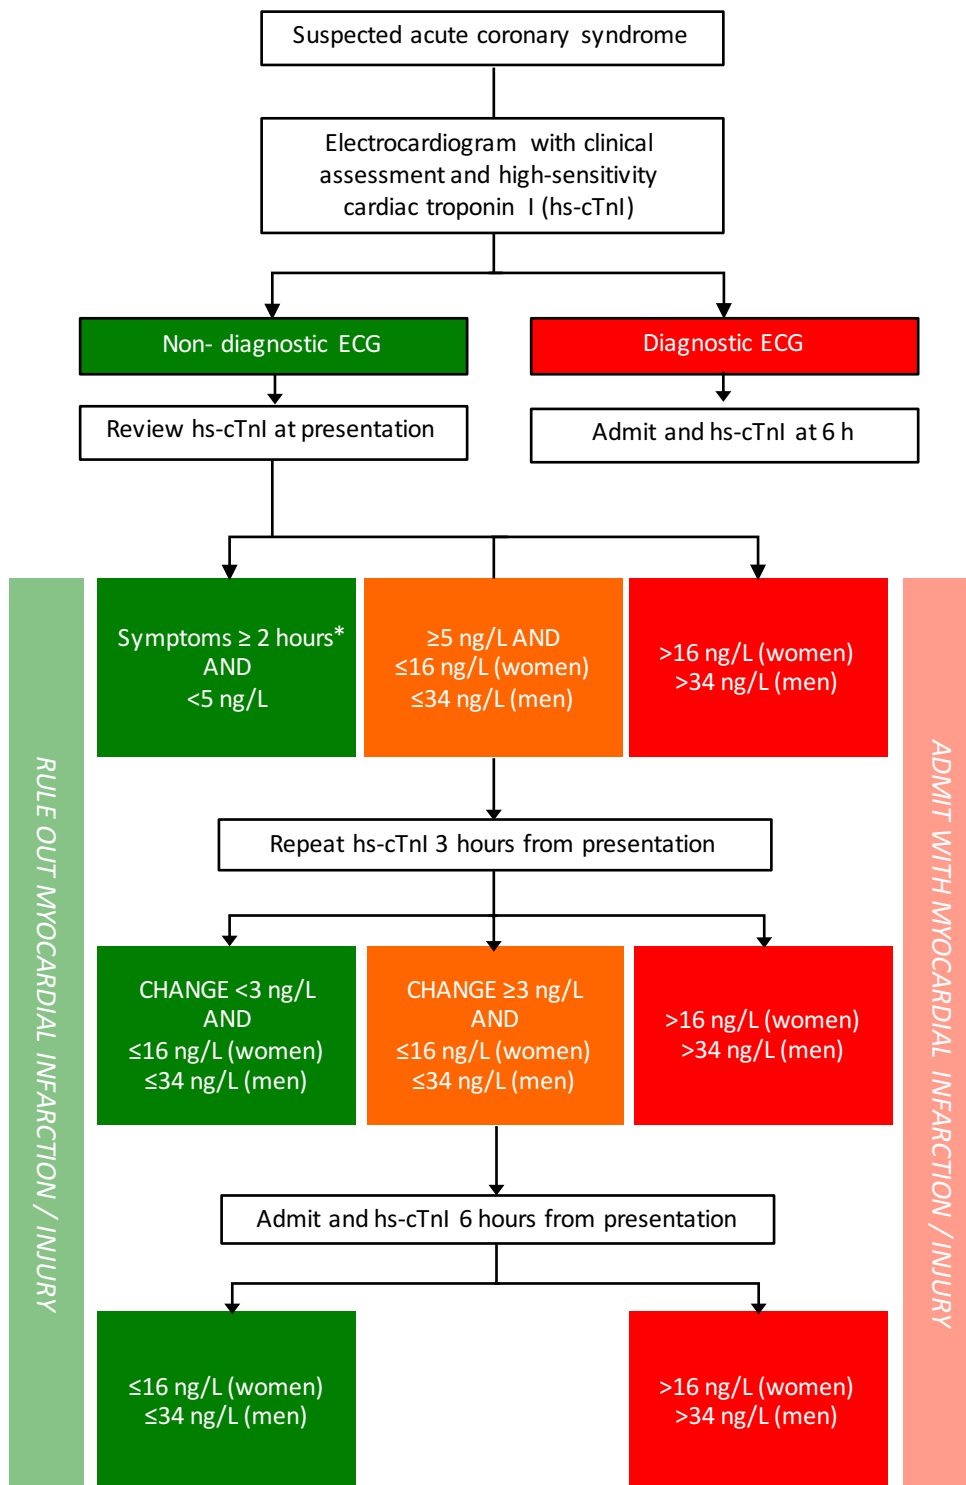 Suspected acute coronary syndrome
Electrocardiogram with clinical
assessment and high-sensitivity
cardiac troponin I (hs-cTnI)
Non- diagnostic ECG
Diagnostic ECG
Review hs-cTnI at presentation
Admit and hs-cTnI at 6 h
RULE OUT MYOCARDIAL INFARCTION / INJURY
Symptoms ≥ 2 hours*
AND
<5 ng/L
≥5 ng/L AND
≤16 ng/L (women)
≤34 ng/L (men)
>16 ng/L (women)
>34 ng/L (men)
ADMIT WITH MYOCARDIAL INFARCTION / INJURY
Repeat hs-cTnI 3 hours from presentation
CHANGE <3 ng/L
AND
≤16 ng/L (women)
≤34 ng/L (men)
CHANGE ≥3 ng/L
AND
≤16 ng/L (women)
≤34 ng/L (men)
>16 ng/L (women)
>34 ng/L (men)
Admit and hs-cTnI 6 hours from presentation
≤16 ng/L (women)
≤34 ng/L (men)
>16 ng/L (women)
>34 ng/L (men)